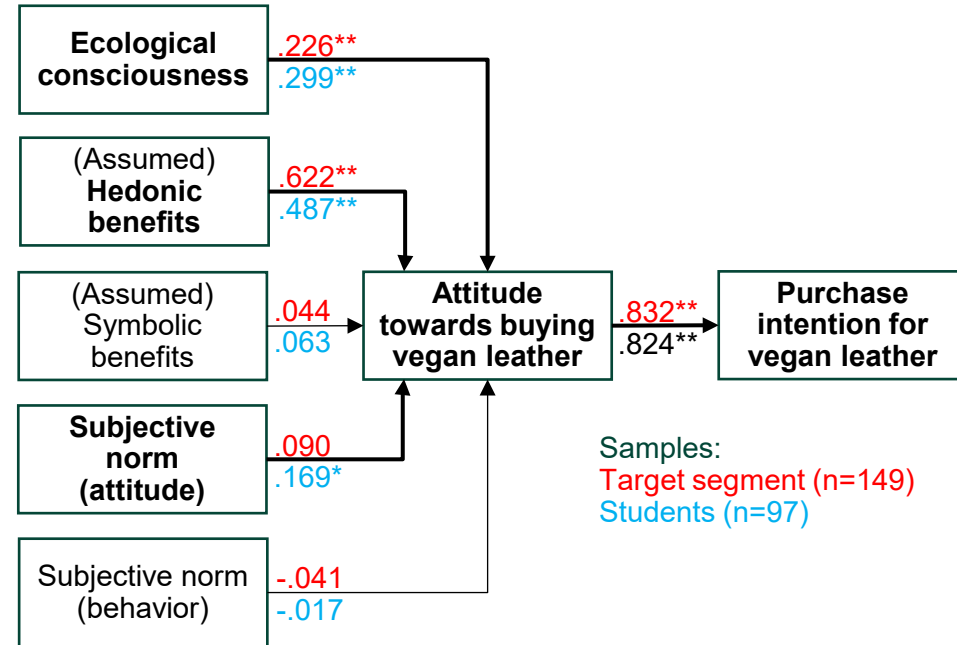 Ecological
consciousness
.226**
.299**
(Assumed)
Hedonic
benefits
.622**
.487**
(Assumed)
Symbolic
benefits
.044
.063
Attitude
towards buying
vegan leather
.832**
.824**
Purchase
intention for
vegan leather
Subjective
norm
(attitude)
.090
.169*
Samples:
Target segment (n=149)
Students (n=97)
Subjective norm
(behavior)
-.041
-.017